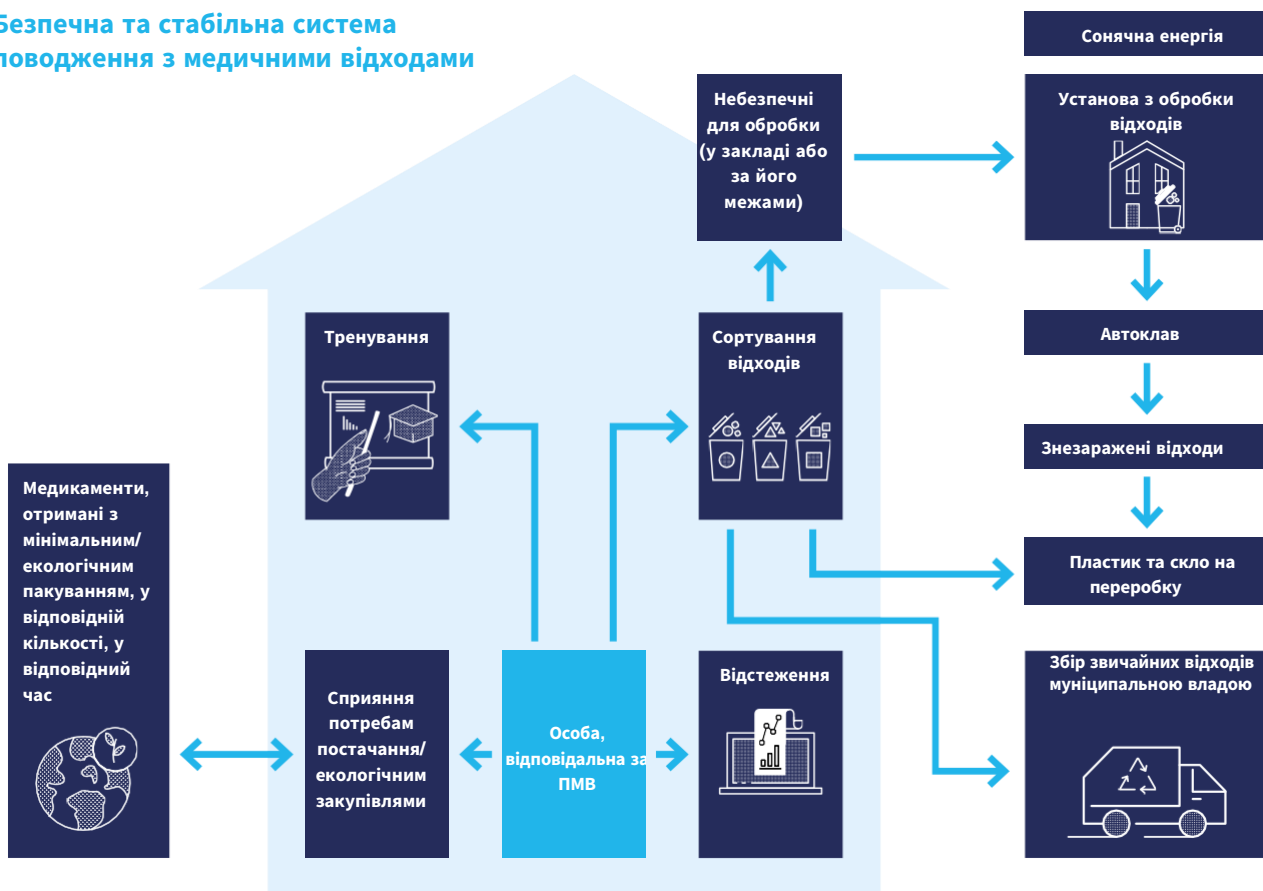 Безпечна та стабільна система
поводження з медичними відходами
Сонячна енергія
Небезпечні
для обробки
(у закладі або
за його
межами)
Установа з обробки
відходів
Тренування
Сортування
відходів
Автоклав
Знезаражені відходи
Медикаменти,
отримані з
мінімальним/
екологічним
пакуванням, у
відповідній
кількості, у
відповідний
час
Пластик та скло на
переробку
Сприяння
потребам
постачання/
екологічним
закупівлями
Особа,
відповідальна за
ПМВ
Відстеження
Збір звичайних відходів
муніципальною владою